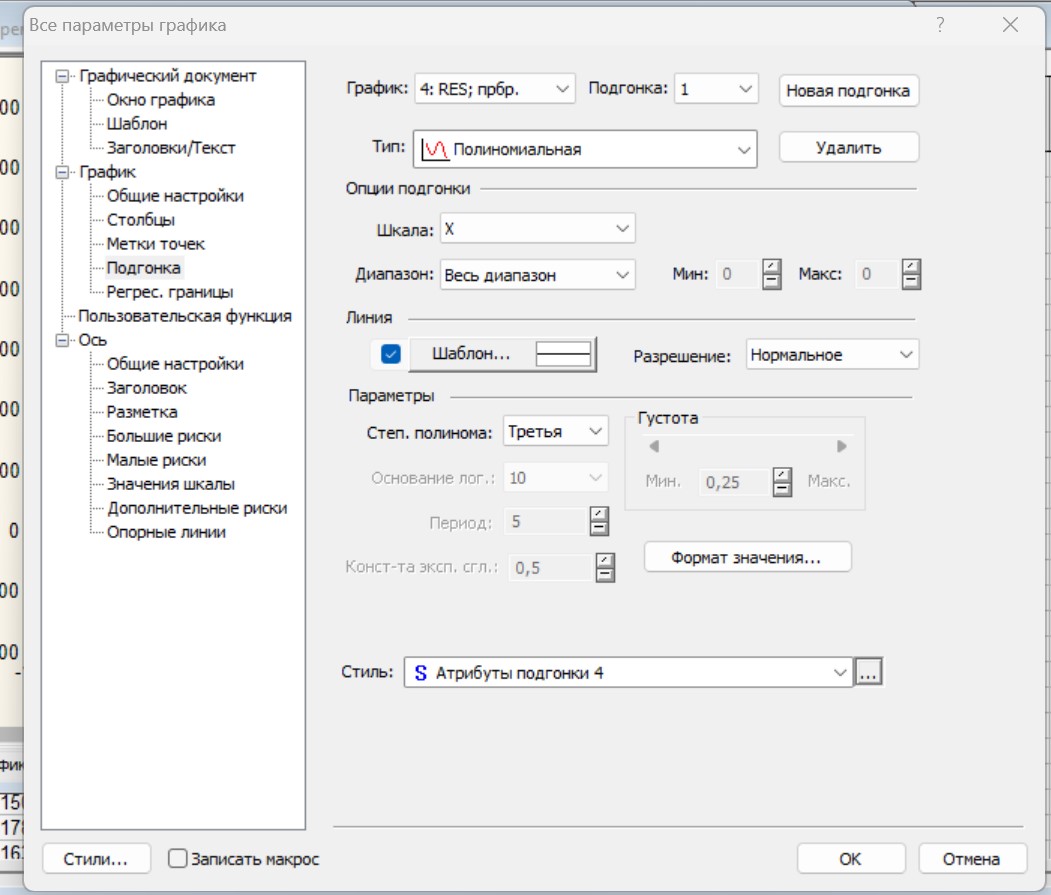 Все параметры графика
?
Графический документ
Окно графика
Шаблон
Заголовки/Текст
График
Общие настройки
Столбцы
Метки точек
Подгонка
Регрес. границы
Пользовательская функция
Ось
Общие настройки
Заголовок
Разметка
Большие риски
Малые риски
Значения шкалы
Дополнительные риски
Опорные линии
График: 4: RES; прбр. Подгонка: 1 Новая подгонка
Тип: Полиномиальная Удалить
Опции подгонки
Шкала: X
Диапазон: Весь диапазон Мин: 0 Макс: 0
Линия
Шаблон... Разрешение: Нормальное
Параметры
Степ. полинома: Третья
Густота
Основание лог.: 10
Мин. 0,25 Макс.
Период: 5
Конст-та эксп. сгл.: 0,5
Формат значения...
Стиль: S Атрибуты подгонки 4 ...
Стили... Записать макрос OK Отмена